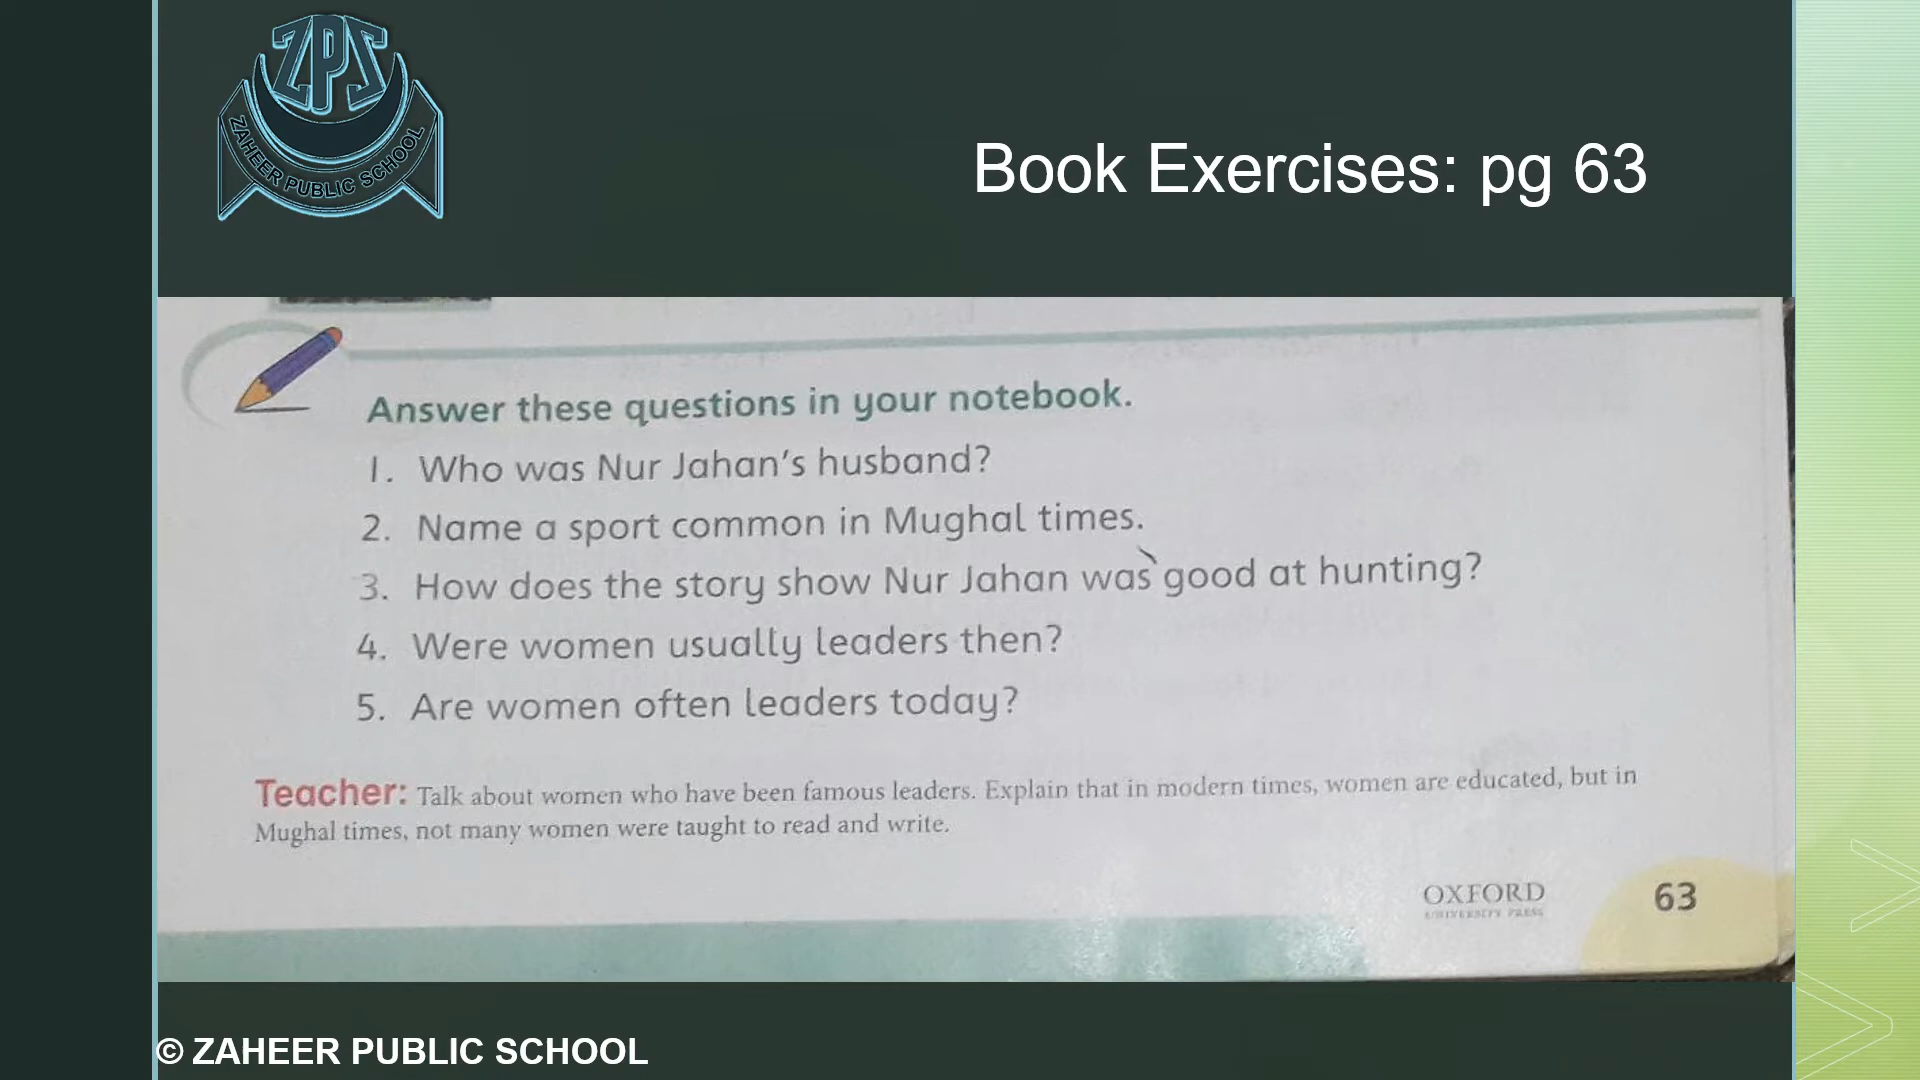 ZPS
ZAHEER PUBLIC SCHOOL
Book Exercises: pg 63
Answer these questions in your notebook.
1. Who was Nur Jahan's husband?
2. Name a sport common in Mughal times.
3. How does the story show Nur Jahan was good at hunting?
4. Were women usually leaders then?
5. Are women often leaders today?
Teacher: Talk about women who have been famous leaders. Explain that in modern times, women are educated, but in
Mughal times, not many women were taught to read and write.
OXFORD
UNIVERSITY PRESS
63
© ZAHEER PUBLIC SCHOOL